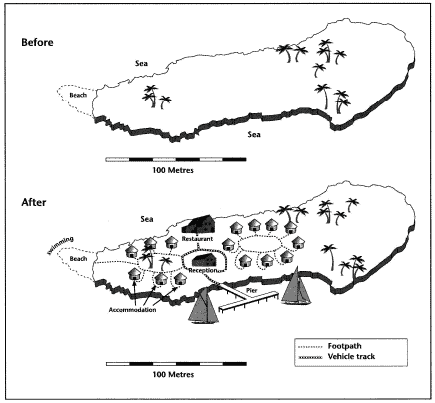 Before
Sea
Beach
Sea
100 Metres
After
Sea
Restaurant
swimming
Beach
Reception
Pier
Accommodation
Footpath
Vehicle track
100 Metres